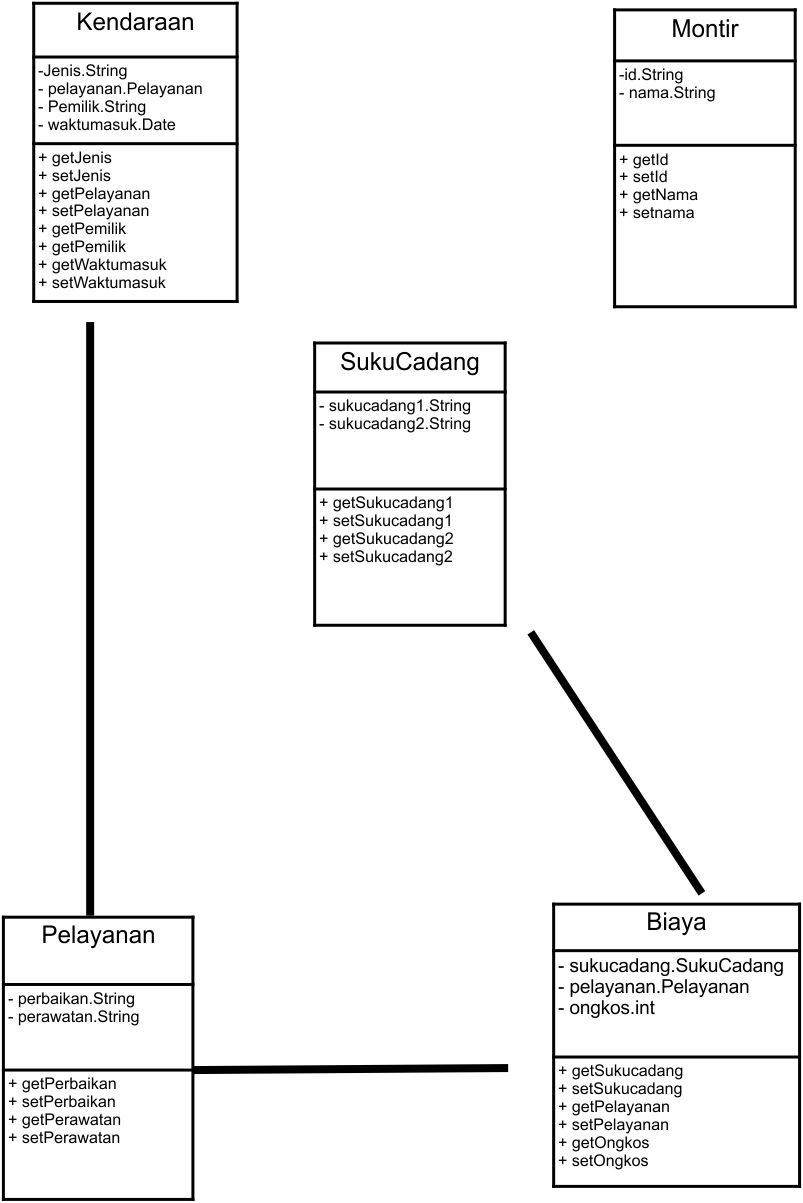 Kendaraan
-Jenis.String
- pelayanan.Pelayanan
- Pemilik.String
- waktumasuk.Date
+ getJenis
+ setJenis
+ getPelayanan
+ setPelayanan
+ getPemilik
+ getPemilik
+ getWaktumasuk
+ setWaktumasuk
Montir
-id.String
- nama.String
+ getId
+ setId
+ getNama
+ setnama
SukuCadang
- sukucadang1.String
- sukucadang2.String
+ getSukucadang1
+ setSukucadang1
+ getSukucadang2
+ setSukucadang2
Pelayanan
- perbaikan.String
- perawatan.String
+ getPerbaikan
+ setPerbaikan
+ getPerawatan
+ setPerawatan
Biaya
- sukucadang.SukuCadang
- pelayanan.Pelayanan
- ongkos.int
+ getSukucadang
+ setSukucadang
+ getPelayanan
+ setPelayanan
+ getOngkos
+ setOngkos